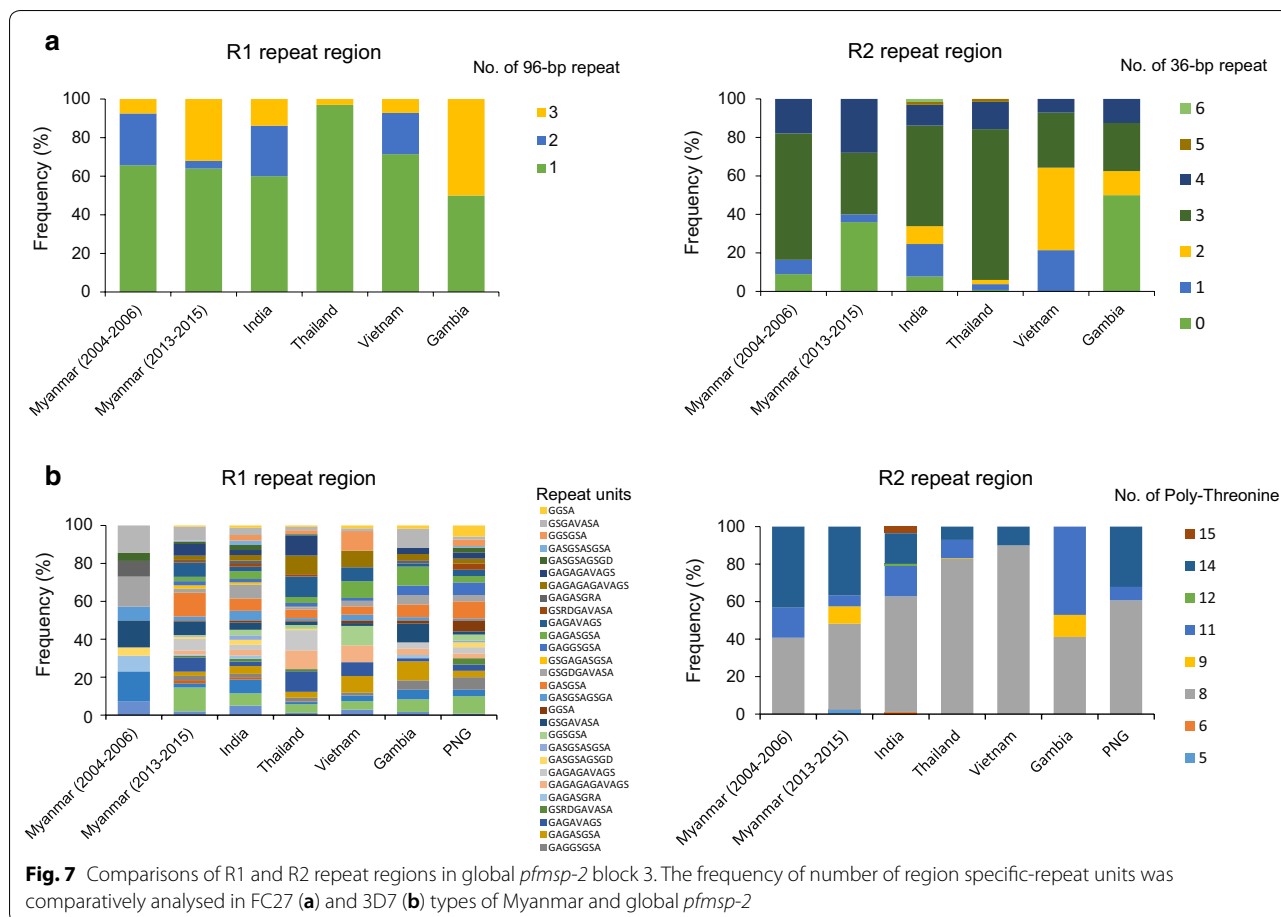 a
R1 repeat region
No. of 96-bp repeat
Frequency (%)
100
80
60
40
20
0
3
2
1
Myanmar (2004-2006)
Myanmar (2013-2015)
India
Thailand
Vietnam
Gambia
R2 repeat region
No. of 36-bp repeat
Frequency (%)
100
80
60
40
20
0
6
5
4
3
2
1
0
Myanmar (2004-2006)
Myanmar (2013-2015)
India
Thailand
Vietnam
Gambia
b
R1 repeat region
Frequency (%)
100
80
60
40
20
0
Myanmar (2004-2006)
Myanmar (2013-2015)
India
Thailand
Vietnam
Gambia
PNG
Repeat units
GGSA
GSGAVASA
GGSGSA
GASGSASGSA
GASGSAGSGD
GAGAGAVAGS
GAGAGAGAVAGS
GAGASGRA
GSRDGAVASA
GAGAVAGS
GAGASGSA
GAGGSGSA
GSGAGASGSA
GSGDGAVASA
GASGSA
GASGSAGSGA
GGSA
GSGAVASA
GGSGSA
GASGSASGSA
GASGSAGSGD
GAGAGAVAGS
GAGAGAGAVAGS
GAGASGRA
GSRDGAVASA
GAGAVAGS
GAGASGSA
GAGGSGSA
R2 repeat region
No. of Poly-Threonine
Frequency (%)
100
80
60
40
20
0
15
14
12
11
9
8
6
5
Myanmar (2004-2006)
Myanmar (2013-2015)
India
Thailand
Vietnam
Gambia
PNG
Fig. 7 Comparisons of R1 and R2 repeat regions in global pfmsp-2 block 3. The frequency of number of region specific-repeat units was
comparatively analysed in FC27 (a) and 3D7 (b) types of Myanmar and global pfmsp-2